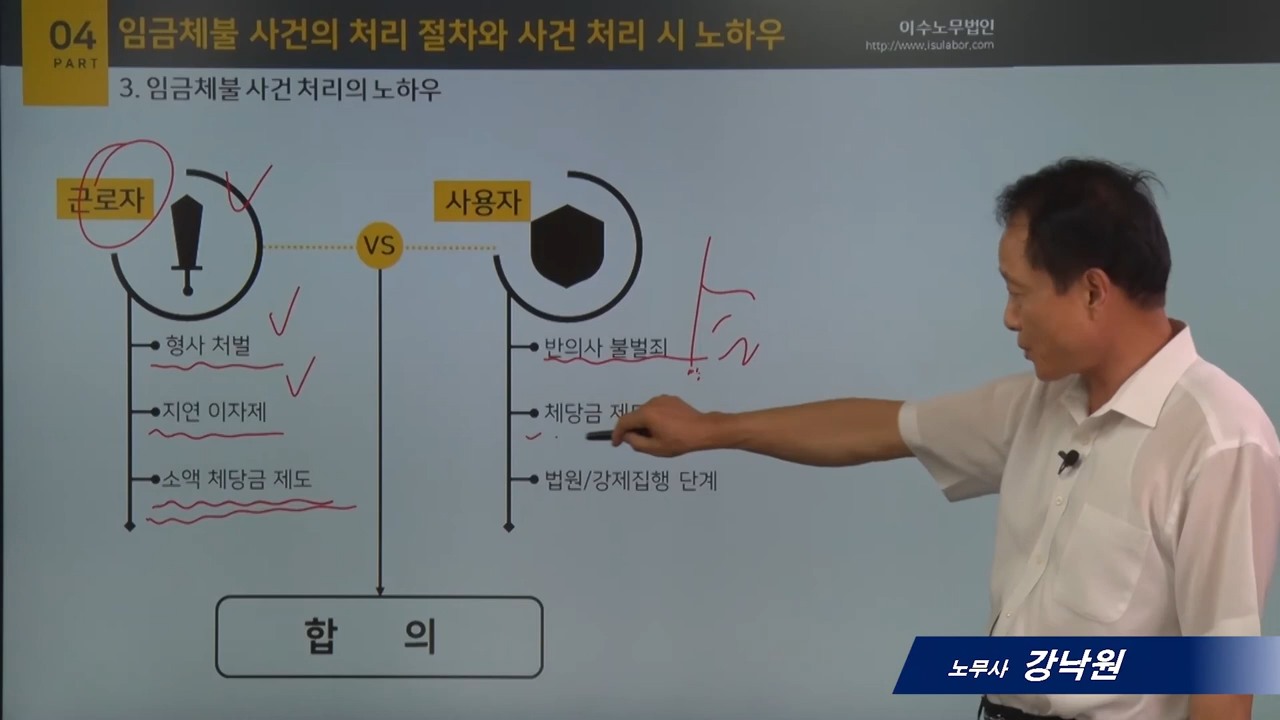 04
PART
임금체불 사건의 처리 절차와 사건 처리 시 노하우
이수노무법인
http://www.isulabor.com
3. 임금체불 사건 처리의 노하우
근로자
VS
사용자
형사 처벌
반의사 불벌죄
지연 이자제
체당금
소액 체당금 제도
법원/강제집행 단계
합 의
노무사 강낙원